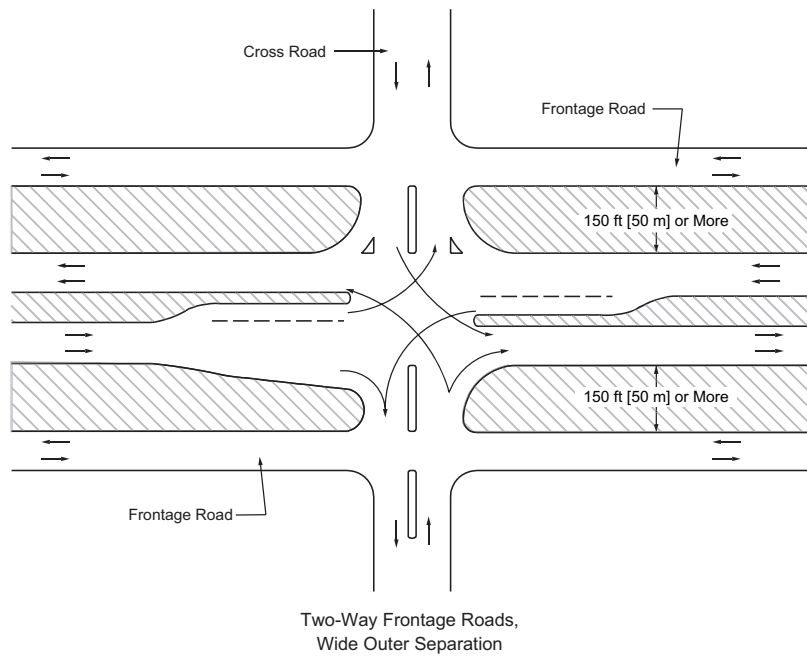 Cross Road
Frontage Road
150 ft [50 m] or More
150 ft [50 m] or More
Frontage Road
Two-Way Frontage Roads,
Wide Outer Separation